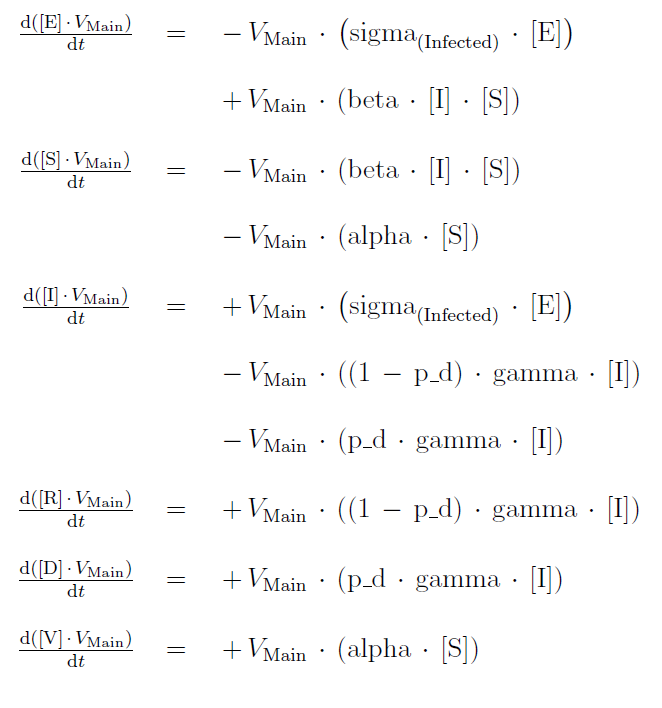 d([E]·V_Main)/dt = − V_Main · (sigma_(Infected) · [E])
+ V_Main · (beta · [I] · [S])
d([S]·V_Main)/dt = − V_Main · (beta · [I] · [S])
− V_Main · (alpha · [S])
d([I]·V_Main)/dt = + V_Main · (sigma_(Infected) · [E])
− V_Main · ((1 − p_d) · gamma · [I])
− V_Main · (p_d · gamma · [I])
d([R]·V_Main)/dt = + V_Main · ((1 − p_d) · gamma · [I])
d([D]·V_Main)/dt = + V_Main · (p_d · gamma · [I])
d([V]·V_Main)/dt = + V_Main · (alpha · [S])